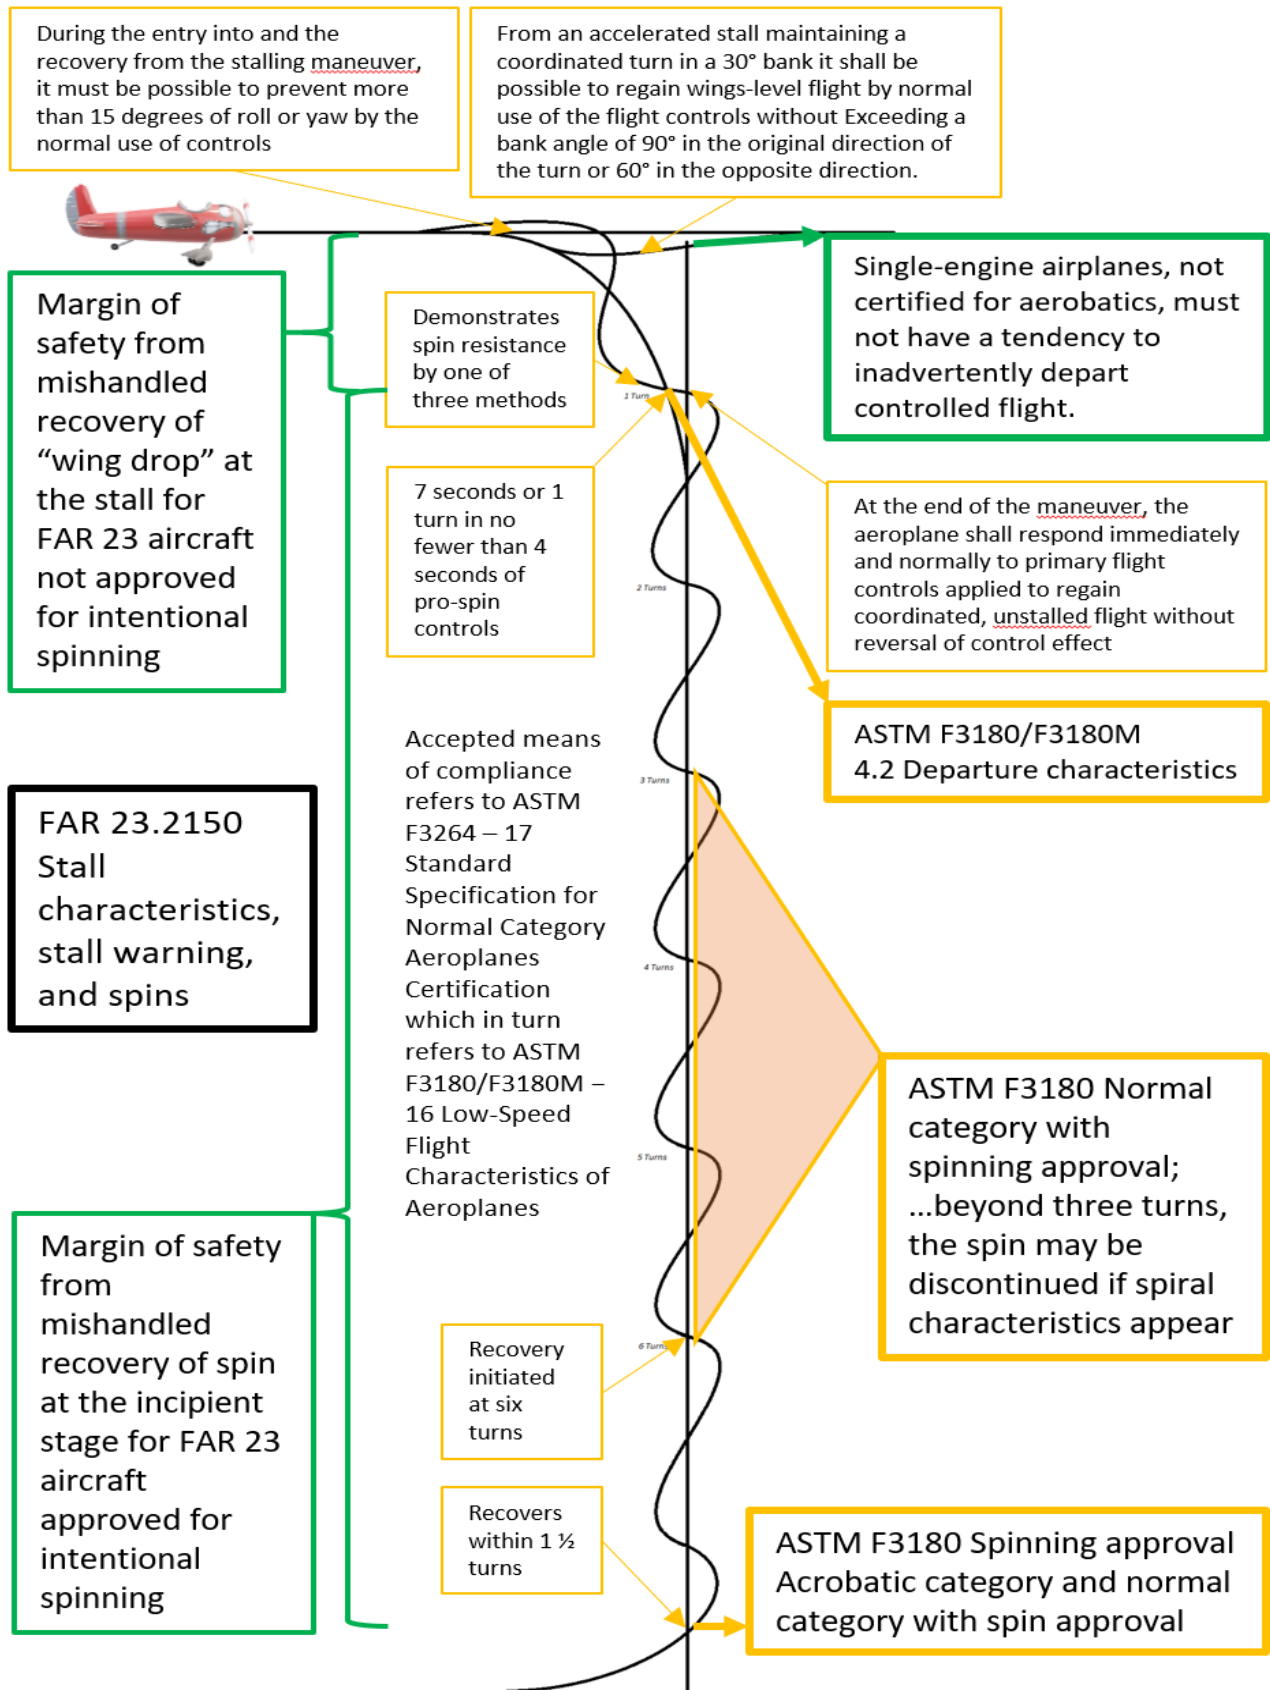 During the entry into and the
recovery from the stalling maneuver,
it must be possible to prevent more
than 15 degrees of roll or yaw by the
normal use of controls
From an accelerated stall maintaining a
coordinated turn in a 30° bank it shall be
possible to regain wings-level flight by normal
use of the flight controls without Exceeding a
bank angle of 90° in the original direction of
the turn or 60° in the opposite direction.
Margin of
safety from
mishandled
recovery of
“wing drop” at
the stall for
FAR 23 aircraft
not approved
for intentional
spinning
Demonstrates
spin resistance
by one of
three methods
Single-engine airplanes, not
certified for aerobatics, must
not have a tendency to
inadvertently depart
controlled flight.
1 Turn
7 seconds or 1
turn in no
fewer than 4
seconds of
pro-spin
controls
At the end of the maneuver, the
aeroplane shall respond immediately
and normally to primary flight
controls applied to regain
coordinated, unstalled flight without
reversal of control effect
2 Turns
ASTM F3180/F3180M
4.2 Departure characteristics
3 Turns
Accepted means
of compliance
refers to ASTM
F3264 – 17
Standard
Specification for
Normal Category
Aeroplanes
Certification
which in turn
refers to ASTM
F3180/F3180M –
16 Low-Speed
Flight
Characteristics of
Aeroplanes
FAR 23.2150
Stall
characteristics,
stall warning,
and spins
4 Turns
5 Turns
ASTM F3180 Normal
category with
spinning approval;
…beyond three turns,
the spin may be
discontinued if spiral
characteristics appear
Margin of safety
from
mishandled
recovery of spin
at the incipient
stage for FAR 23
aircraft
approved for
intentional
spinning
6 Turns
Recovery
initiated
at six
turns
Recovers
within 1 ½
turns
ASTM F3180 Spinning approval
Acrobatic category and normal
category with spin approval